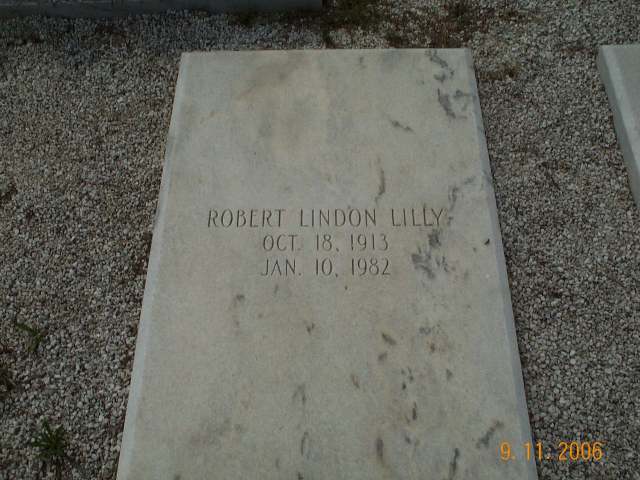 ROBERT LINDON LILLY
OCT. 18, 1913
JAN. 10, 1982
9.11.2006